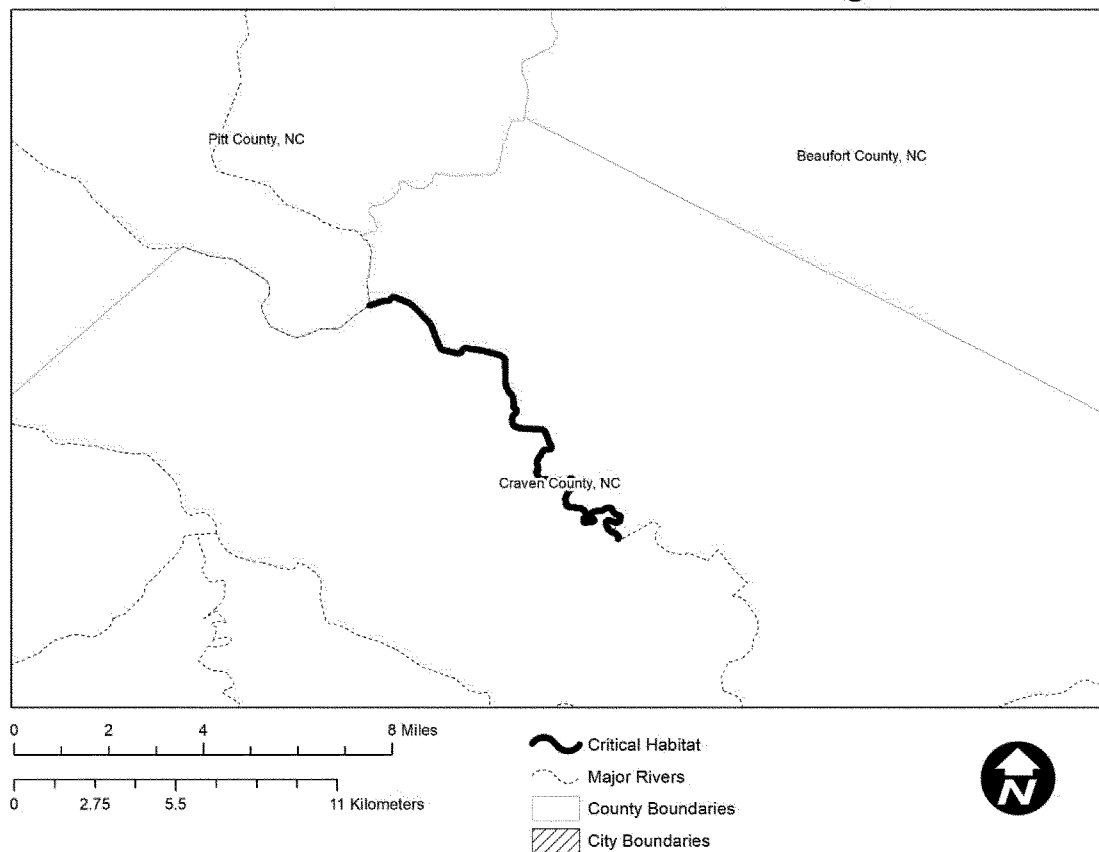 Pitt County, NC
Beaufort County, NC
Craven County, NC
0 2 4 8 Miles
0 2.75 5.5 11 Kilometers
Critical Habitat
Major Rivers
County Boundaries
City Boundaries
N